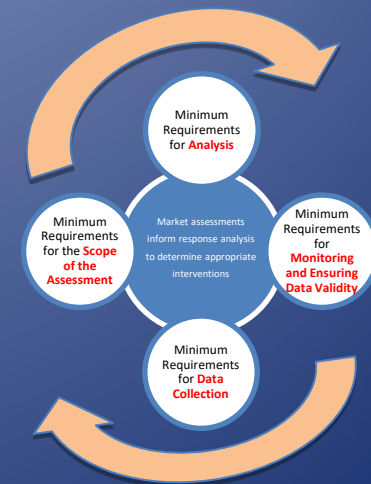 Minimum
Requirements
for Analysis
Minimum
Requirements
for the Scope
of the
Assessment
Market assessments
inform response analysis
to determine appropriate
interventions
Minimum
Requirements
for
Monitoring
and Ensuring
Data Validity
Minimum
Requirements
for Data
Collection